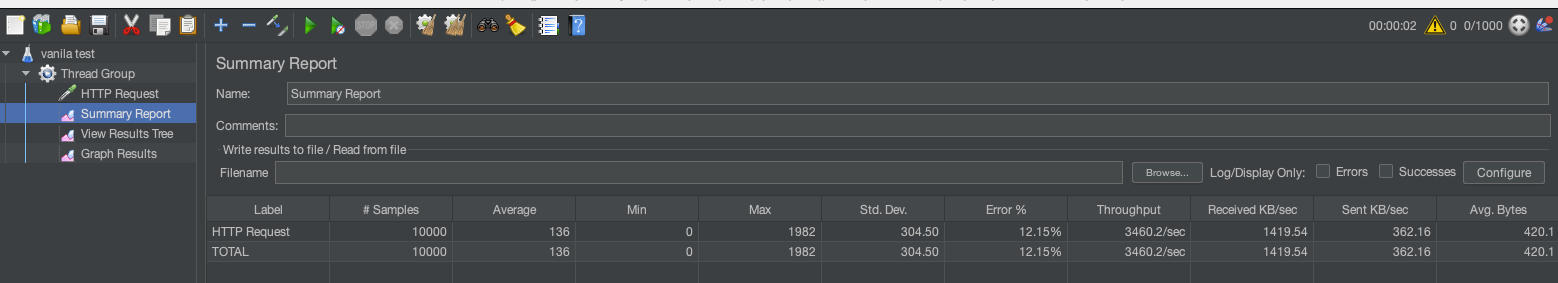 STOP
00:00:02 0 0/1000
vanila test
Thread Group
HTTP Request
Summary Report
View Results Tree
Graph Results
Summary Report
Name: Summary Report
Comments:
Write results to file / Read from file
Filename Browse... Log/Display Only: Errors Successes Configure
Label # Samples Average Min Max Std. Dev. Error % Throughput Received KB/sec Sent KB/sec Avg. Bytes
HTTP Request 10000 136 0 1982 304.50 12.15% 3460.2/sec 1419.54 362.16 420.1
TOTAL 10000 136 0 1982 304.50 12.15% 3460.2/sec 1419.54 362.16 420.1